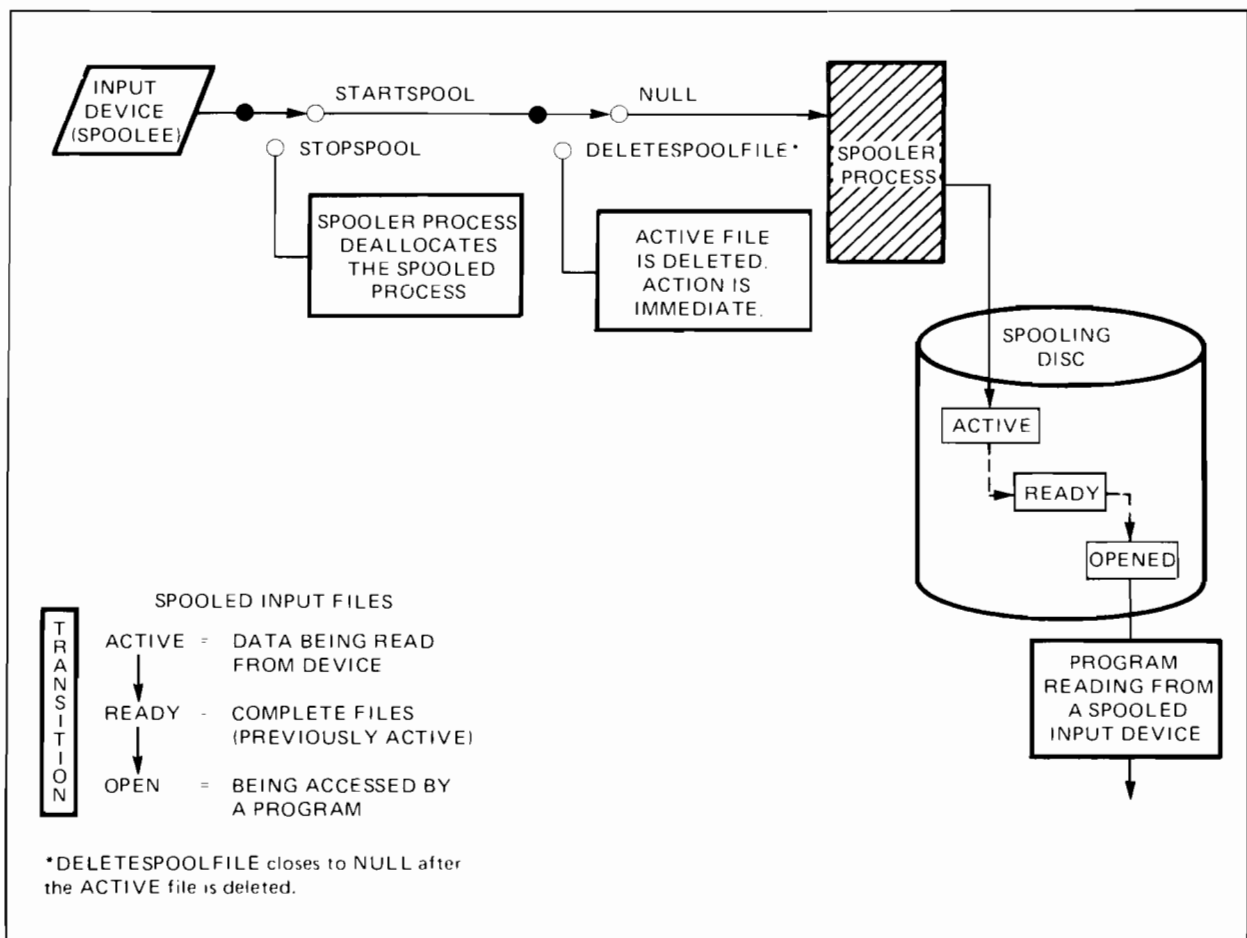 INPUT
DEVICE
(SPOOLEE)
STARTSPOOL
NULL
STOPSPOOL
DELETESPOOLFILE*
SPOOLER
PROCESS
SPOOLER PROCESS
DEALLOCATES
THE SPOOLED
PROCESS
ACTIVE FILE
IS DELETED.
ACTION IS
IMMEDIATE.
SPOOLING
DISC
ACTIVE
READY
OPENED
PROGRAM
READING FROM
A SPOOLED
INPUT DEVICE
TRANSITION
SPOOLED INPUT FILES
ACTIVE = DATA BEING READ
FROM DEVICE
READY - COMPLETE FILES
(PREVIOUSLY ACTIVE)
OPEN = BEING ACCESSED BY
A PROGRAM
*DELETESPOOLFILE closes to NULL after
the ACTIVE file is deleted.